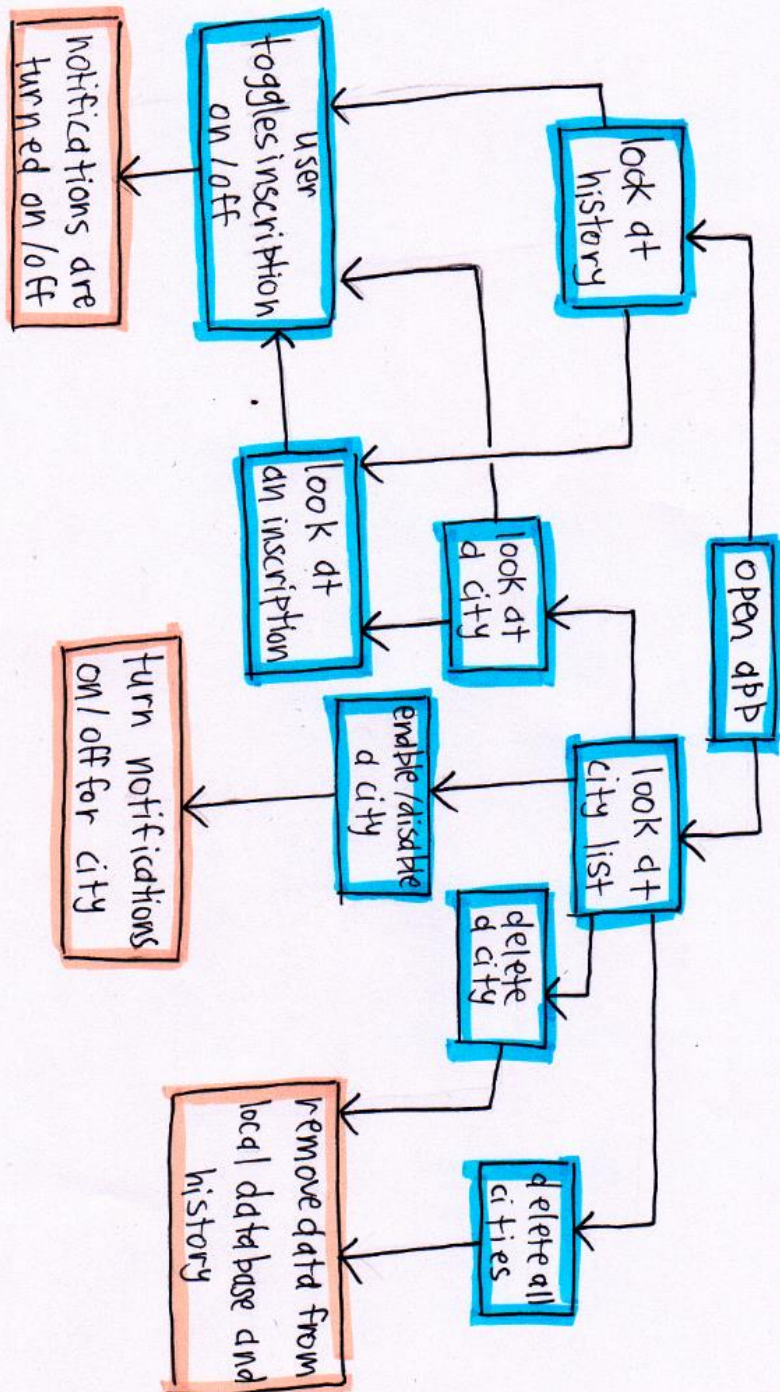 open app
look at
history
look at
city list
look at
a city
delete
a city
delete all
cities
user
toggles inscription
on/off
look at
an inscription
enable/disable
a city
notifications are
turned on/off
turn notifications
on/off for city
remove data from
local database and
history